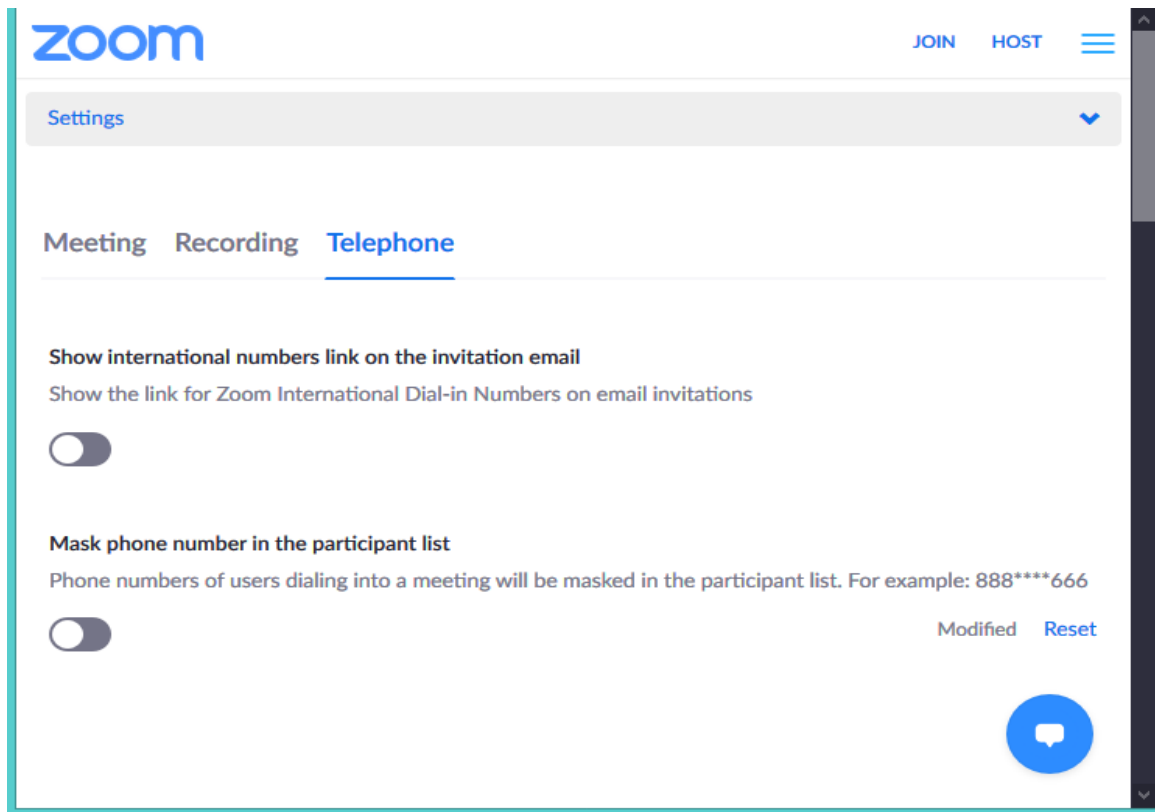 zoom
JOIN HOST
Settings
Meeting Recording Telephone
Show international numbers link on the invitation email
Show the link for Zoom International Dial-in Numbers on email invitations
Mask phone number in the participant list
Phone numbers of users dialing into a meeting will be masked in the participant list. For example: 888****666
Modified Reset